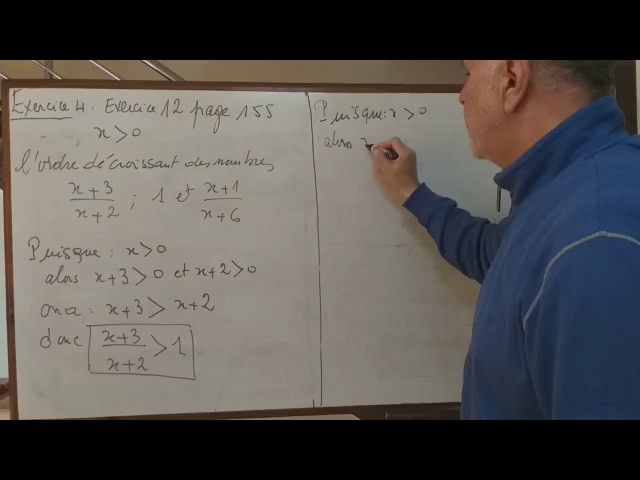 Exercice 4 : Exercice 12 page 155
x > 0
l'ordre décroissant des nombres
x+3/x+2 ; 1 et x+1/x+6
Puisque : x > 0
alors x+3 > 0 et x+2 > 0
on a : x+3 > x+2
donc x+3/x+2 > 1
Puisque : x > 0
alors x